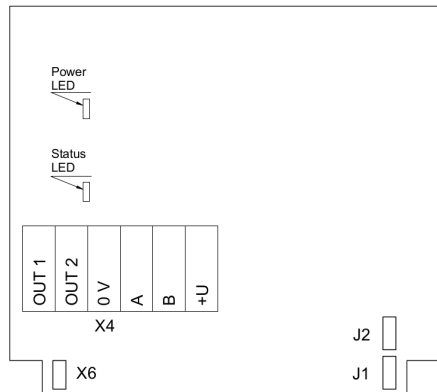 Power
LED
Status
LED
OUT 1
OUT 2
0 V
A
B
+U
X4
J2
X6
J1